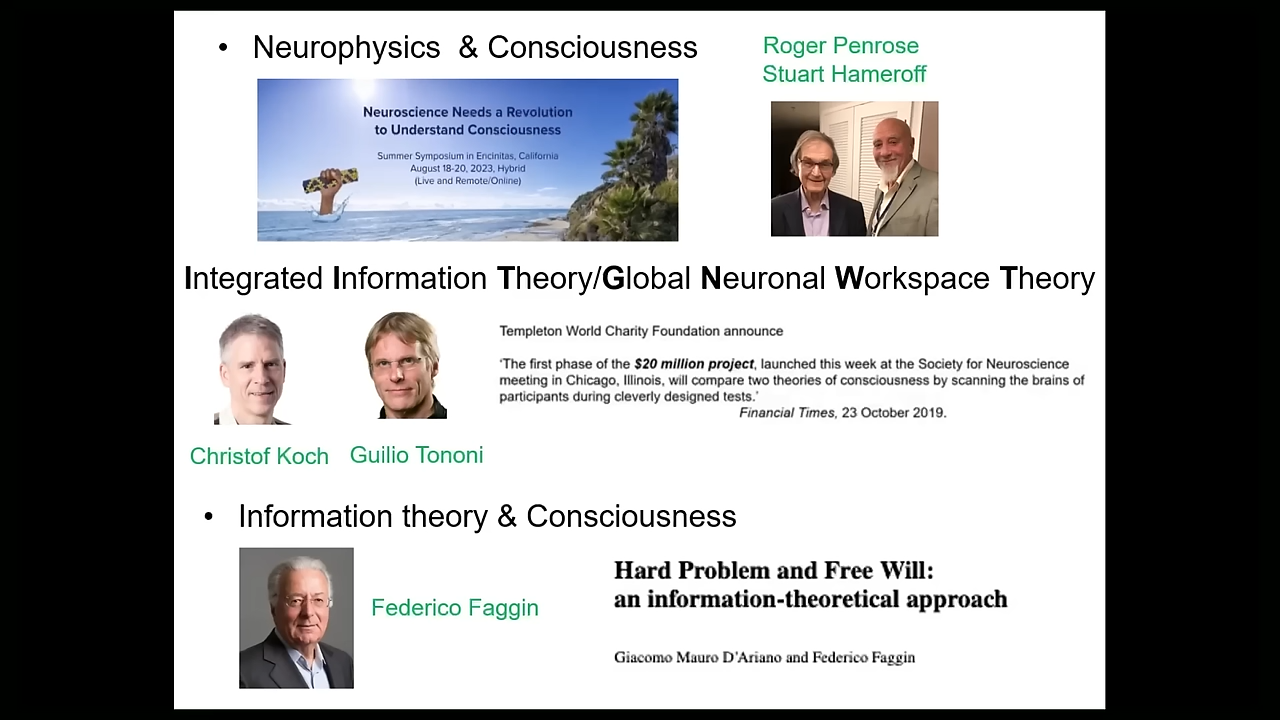 • Neurophysics & Consciousness
Roger Penrose
Stuart Hameroff
Neuroscience Needs a Revolution
to Understand Consciousness
Summer Symposium in Encinitas, California
August 18-20, 2023, Hybrid
(Live and Remote/Online)
Integrated Information Theory/Global Neuronal Workspace Theory
Templeton World Charity Foundation announce
'The first phase of the $20 million project, launched this week at the Society for Neuroscience
meeting in Chicago, Illinois, will compare two theories of consciousness by scanning the brains of
participants during cleverly designed tests.'
Financial Times, 23 October 2019.
Christof Koch
Guilio Tononi
• Information theory & Consciousness
Federico Faggin
Hard Problem and Free Will:
an information-theoretical approach
Giacomo Mauro D'Ariano and Federico Faggin